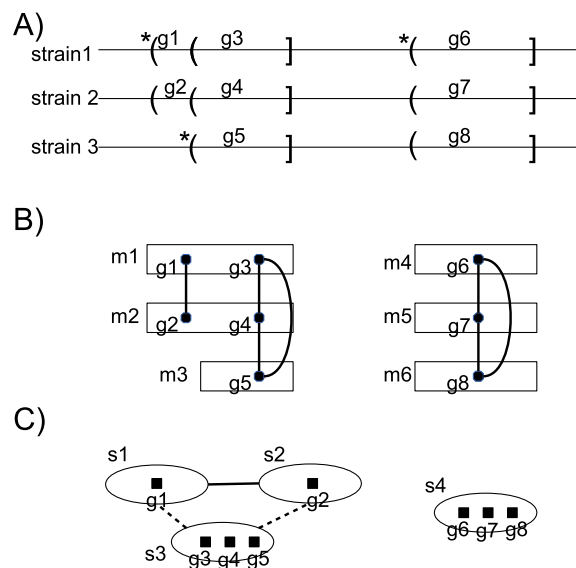 A)
strain1 *( g1 ( g3 ] *( g6 ]
strain 2 ( g2 ( g4 ] ( g7 ]
strain 3 *( g5 ] ( g8 ]
B)
m1 g1 g3 m4 g6
m2 g2 g4 m5 g7
m3 g5 m6 g8
C)
s1 s2
g1 g2
s4
g6 g7 g8
s3 g3 g4 g5